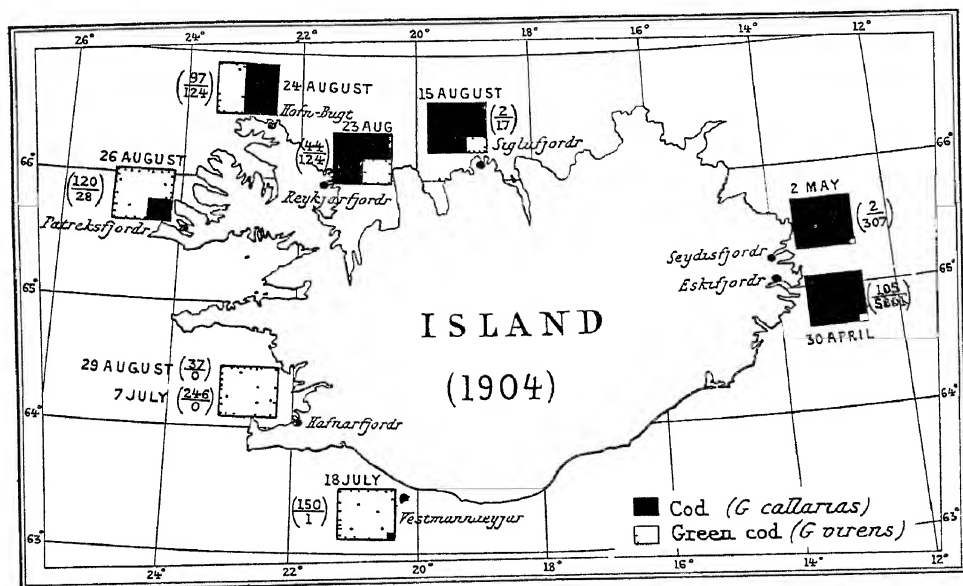 26° 24° 22° 20° 18° 16° 14° 12°
(97/124) 24 AUGUST
Hofn-Bugt
15 AUGUST (2/17)
Siglufjordr
23 AUG
(44/124)
Reykjarfjordr
26 AUGUST
(120/28)
Patreksfjordr
66° 66°
2 MAY
(2/307)
Seydisfjordr
Eskifjordr
(105/5801)
30 APRIL
65° 65°
ISLAND
(1904)
29 AUGUST (37/0)
7 JULY (246/0)
64° 64°
Hafnarfjordr
18 JULY
(150/1)
Vestmannaeyjar
Cod (G callarias)
Green cod (G virens)
63° 63°
24° 22° 20° 18° 16° 14° 12°